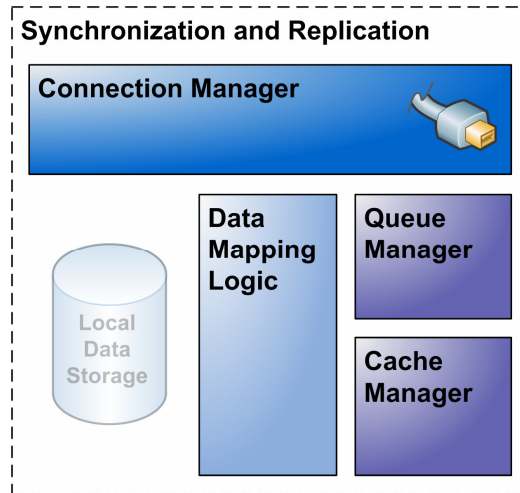 Synchronization and Replication
Connection Manager
Local
Data
Storage
Data
Mapping
Logic
Queue
Manager
Cache
Manager